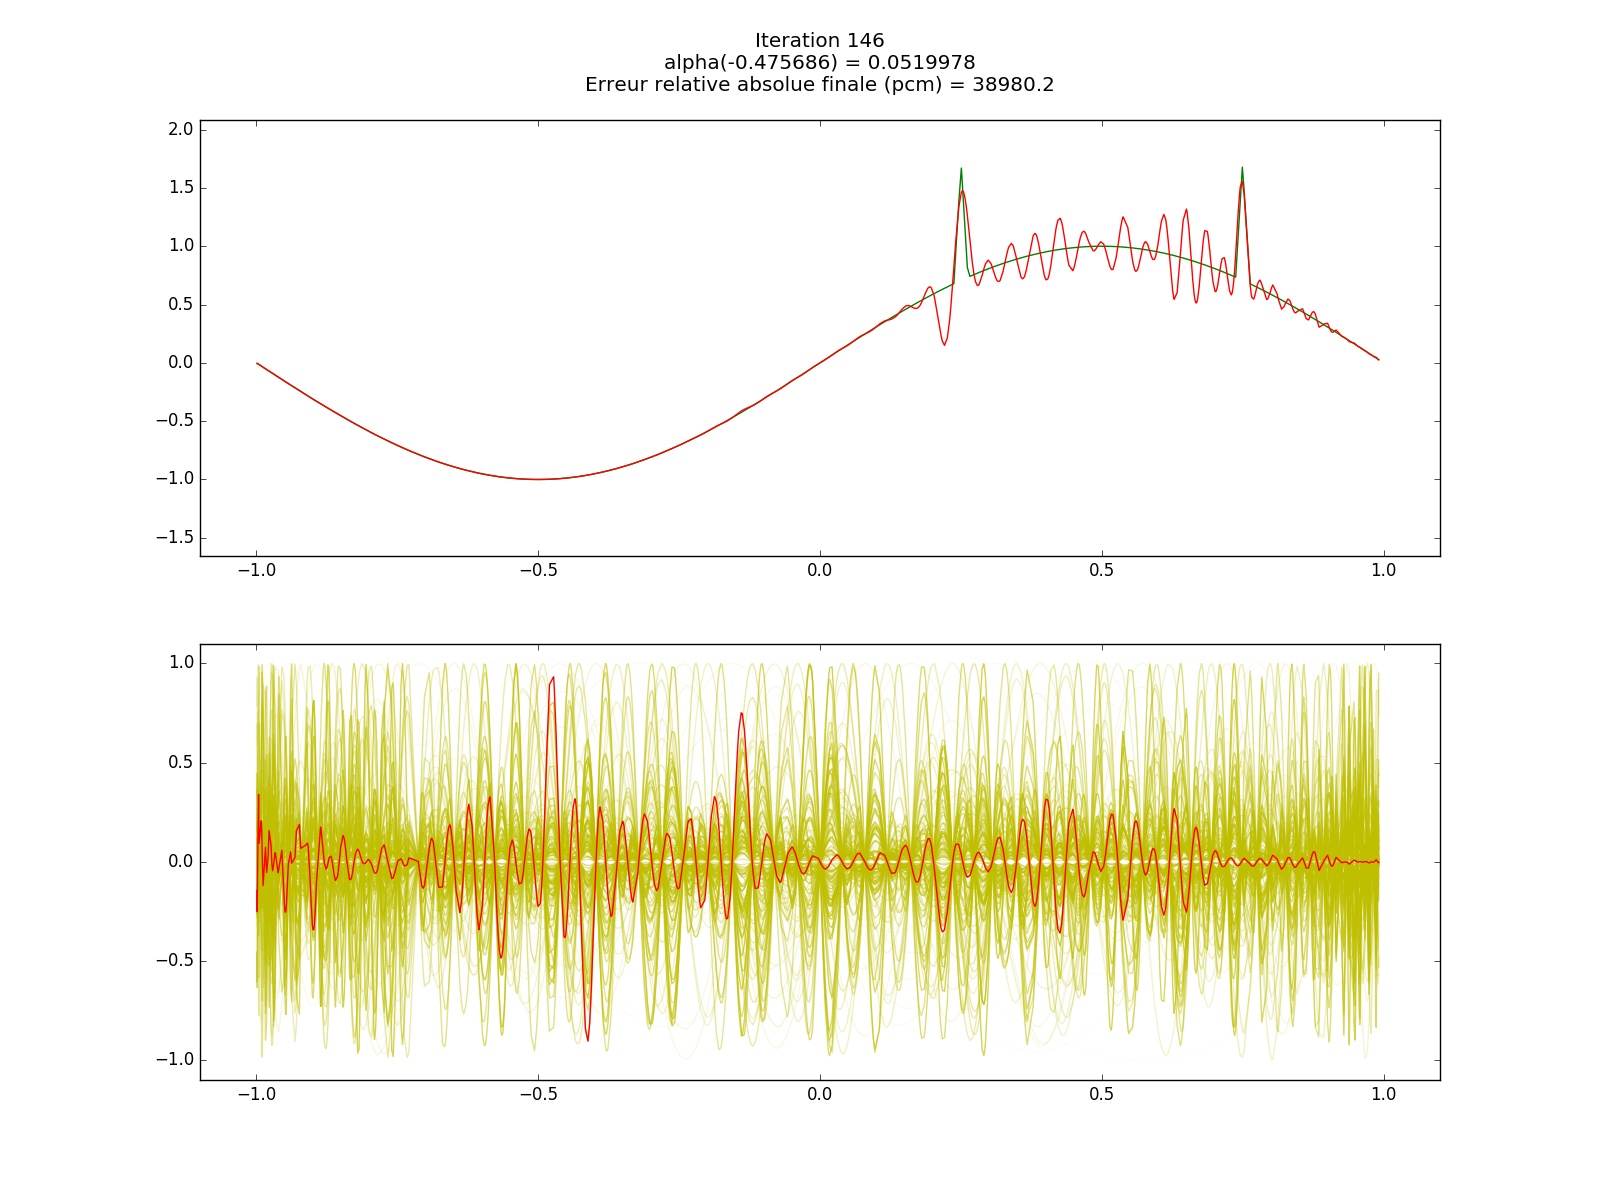 Iteration 146
alpha(-0.475686) = 0.0519978
Erreur relative absolue finale (pcm) = 38980.2
2.0
1.5
1.0
0.5
0.0
−0.5
−1.0
−1.5
−1.0 −0.5 0.0 0.5 1.0
1.0
0.5
0.0
−0.5
−1.0
−1.0 −0.5 0.0 0.5 1.0